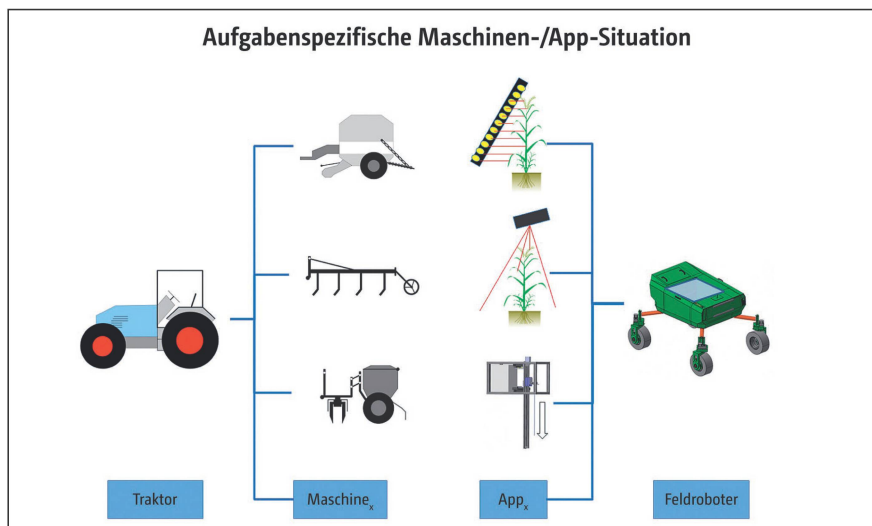 Aufgabenspezifische Maschinen-/App-Situation
Traktor
Maschineₓ
Appₓ
Feldroboter